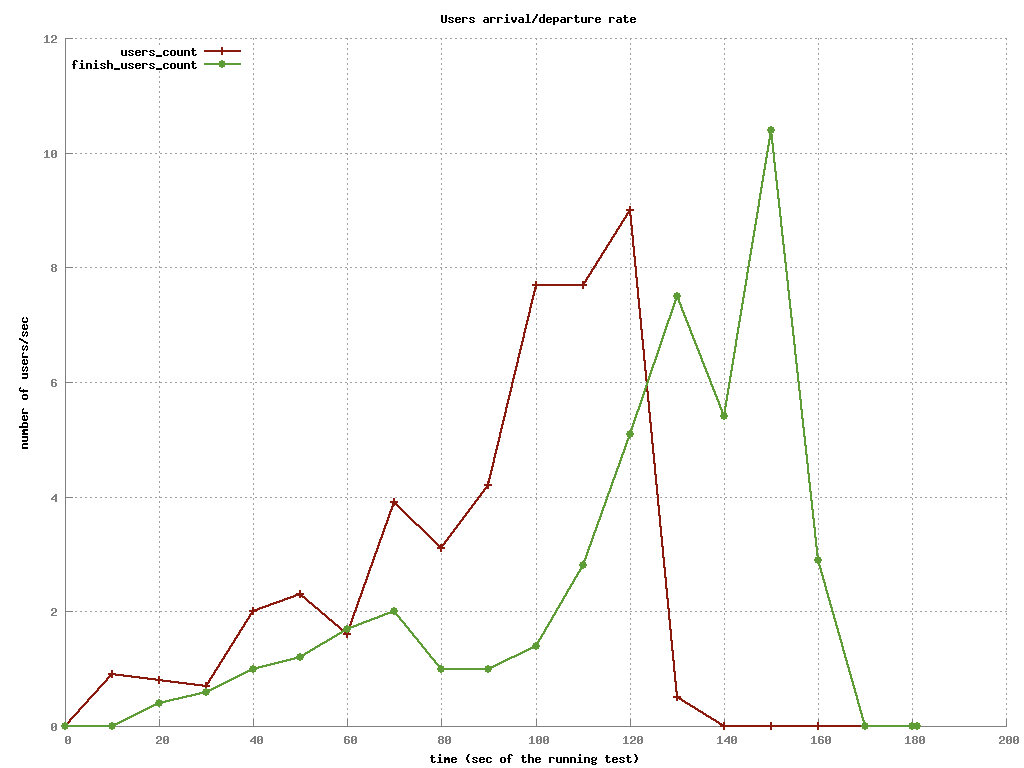 Users arrival/departure rate
users_count
finish_users_count
12
10
8
6
4
2
0
number of users/sec
0 20 40 60 80 100 120 140 160 180 200
time (sec of the running test)